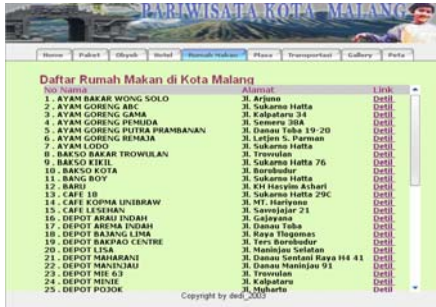 PARIWISATA KOTA MALANG
Home Paket Obyek Hotel Rumah Makan Plaza Transportasi Gallery Peta
Daftar Rumah Makan di Kota Malang
No Nama Alamat Link
1 . AYAM BAKAR WONG SOLO Jl. Arjuno Detil
2 . AYAM GORENG ABC Jl. Sukarno Hatta Detil
3 . AYAM GORENG GAMA Jl. Kalpataru 34 Detil
4 . AYAM GORENG PEMUDA Jl. Semeru 38A Detil
5 . AYAM GORENG PUTRA PRAMBANAN Jl. Danau Toba 19-20 Detil
6 . AYAM GORENG REMAJA Jl. Letjen S. Parman Detil
7 . AYAM LODO Jl. Sukarno Hatta Detil
8 . BAKSO BAKAR TROWULAN Jl. Trowulan Detil
9 . BAKSO KIKIL Jl. Sukarno Hatta 76 Detil
10 . BAKSO KOTA Jl. Borobudur Detil
11 . BANG BOY Jl. Sukarno Hatta Detil
12 . BARU Jl. KH Hasyim Ashari Detil
13 . CAFE 18 Jl. Sukarno Hatta 29C Detil
14 . CAFE KOPMA UNIBRAW Jl. MT. Hariyono Detil
15 . CAFE LESEHAN Jl. Sawojajar 21 Detil
16 . DEPOT ARAU INDAH Jl. Gajayana Detil
17 . DEPOT AREMA INDAH Jl. Danau Toba Detil
18 . DEPOT BAJANG LIMA Jl. Raya Tlogomas Detil
19 . DEPOT BAKPAO CENTRE Jl. Ters Borobudur Detil
20 . DEPOT LISA Jl. Maninjau Selatan Detil
21 . DEPOT MAHARANI Jl. Danau Sentani Raya H4 41 Detil
22 . DEPOT MANINJAU Jl. Danau Maninjau 91 Detil
23 . DEPOT MIE 63 Jl. Trowulan Detil
24 . DEPOT MINIE Jl. Kalpataru Detil
25 . DEPOT POJOK Jl. Muharto Detil
Copyright by dedi_2003